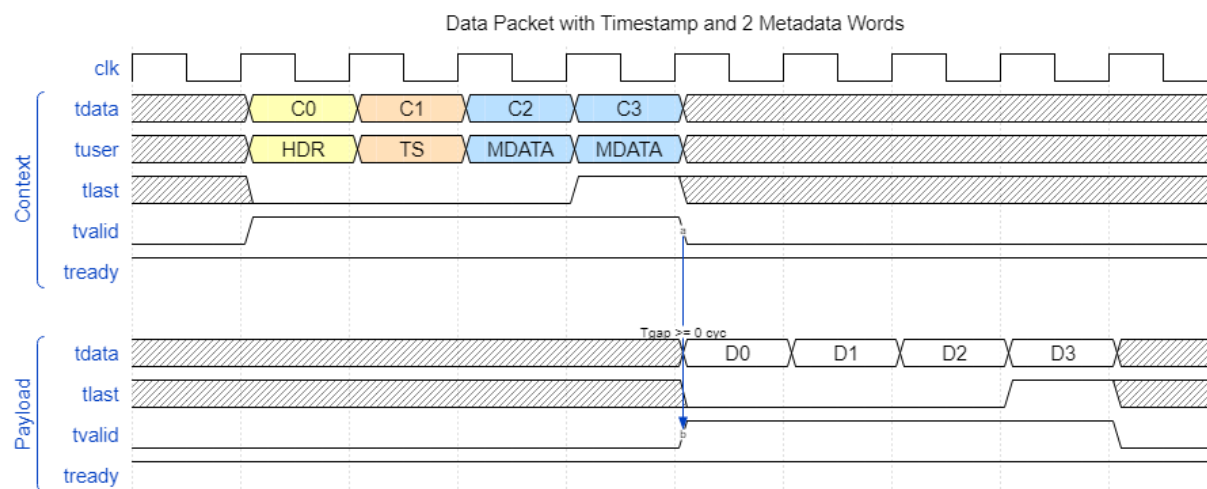 Data Packet with Timestamp and 2 Metadata Words
clk
Context
tdata C0 C1 C2 C3
tuser HDR TS MDATA MDATA
tlast
tvalid a
tready
Tgap >= 0 cyc
Payload
tdata D0 D1 D2 D3
tlast
tvalid b
tready